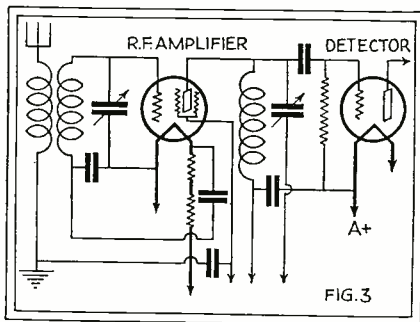 R.F. AMPLIFIER
DETECTOR
A+
FIG. 3